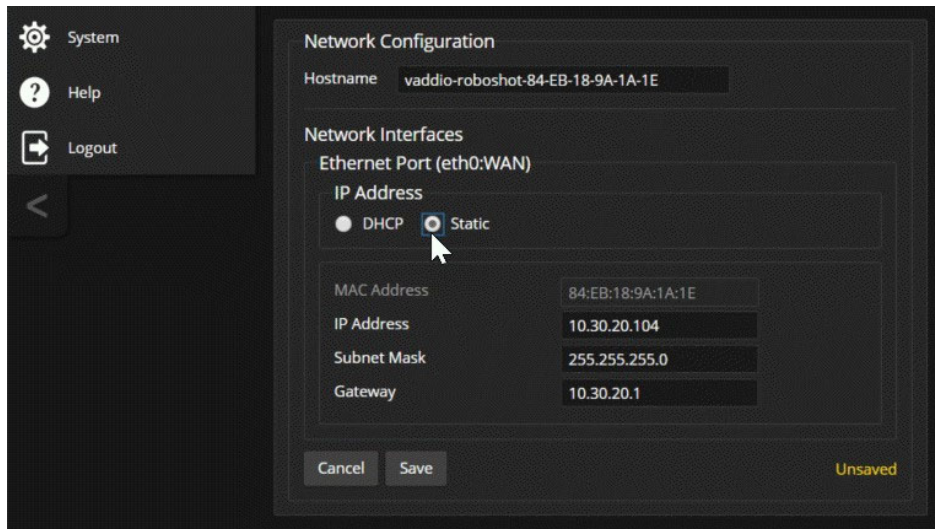 System
Help
Logout
<
Network Configuration
Hostname vaddio-roboshot-84-EB-18-9A-1A-1E
Network Interfaces
Ethernet Port (eth0:WAN)
IP Address
DHCP Static
MAC Address 84:EB:18:9A:1A:1E
IP Address 10.30.20.104
Subnet Mask 255.255.255.0
Gateway 10.30.20.1
Cancel Save Unsaved